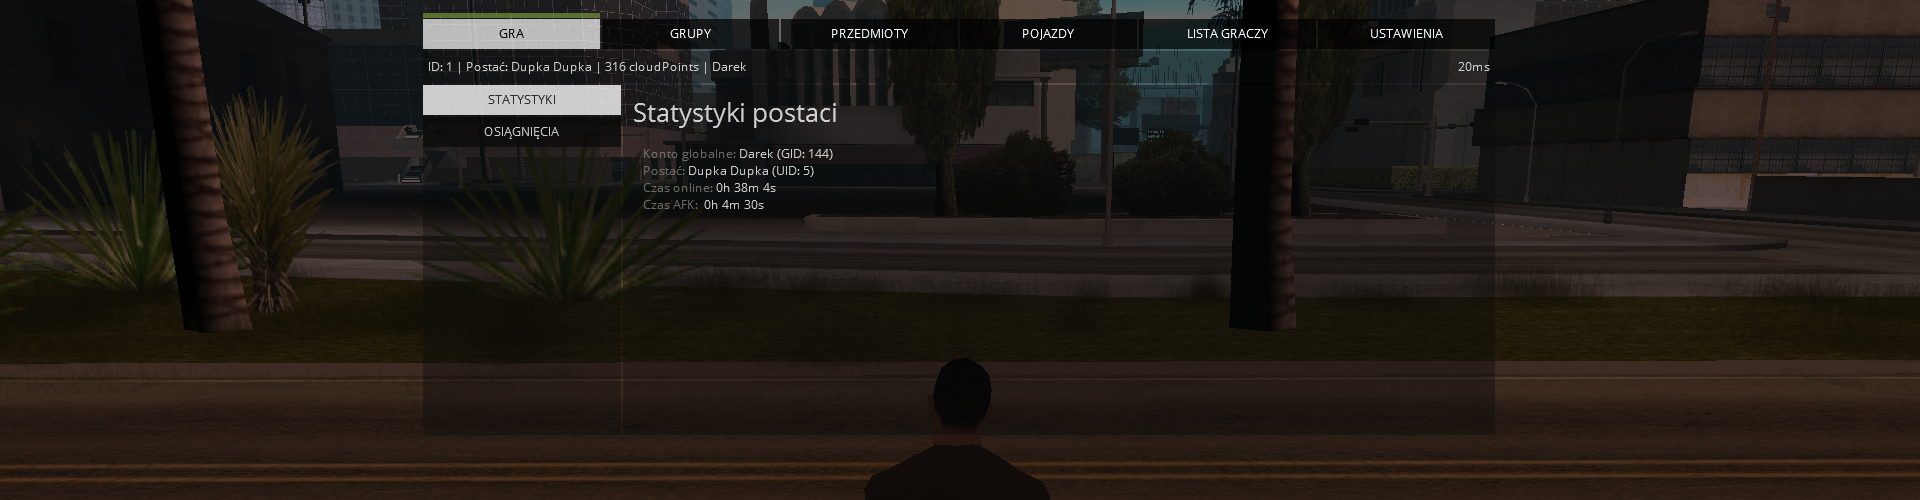 GRA GRUPY PRZEDMIOTY POJAZDY LISTA GRACZY USTAWIENIA
ID: 1 | Postać: Dupka Dupka | 316 cloudPoints | Darek 20ms
STATYSTYKI
OSIĄGNIĘCIA
Statystyki postaci
Konto globalne: Darek (GID: 144)
Postać: Dupka Dupka (UID: 5)
Czas online: 0h 38m 4s
Czas AFK: 0h 4m 30s